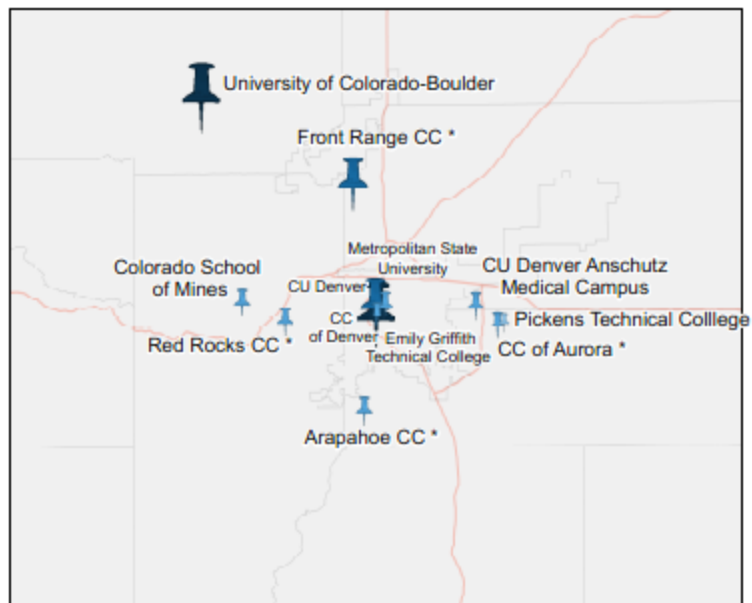 University of Colorado-Boulder
Front Range CC *
Metropolitan State
University
Colorado School
of Mines
CU Denver
CU Denver Anschutz
Medical Campus
CC
of Denver
Emily Griffith
Technical College
Pickens Technical Colllege
Red Rocks CC *
CC of Aurora *
Arapahoe CC *